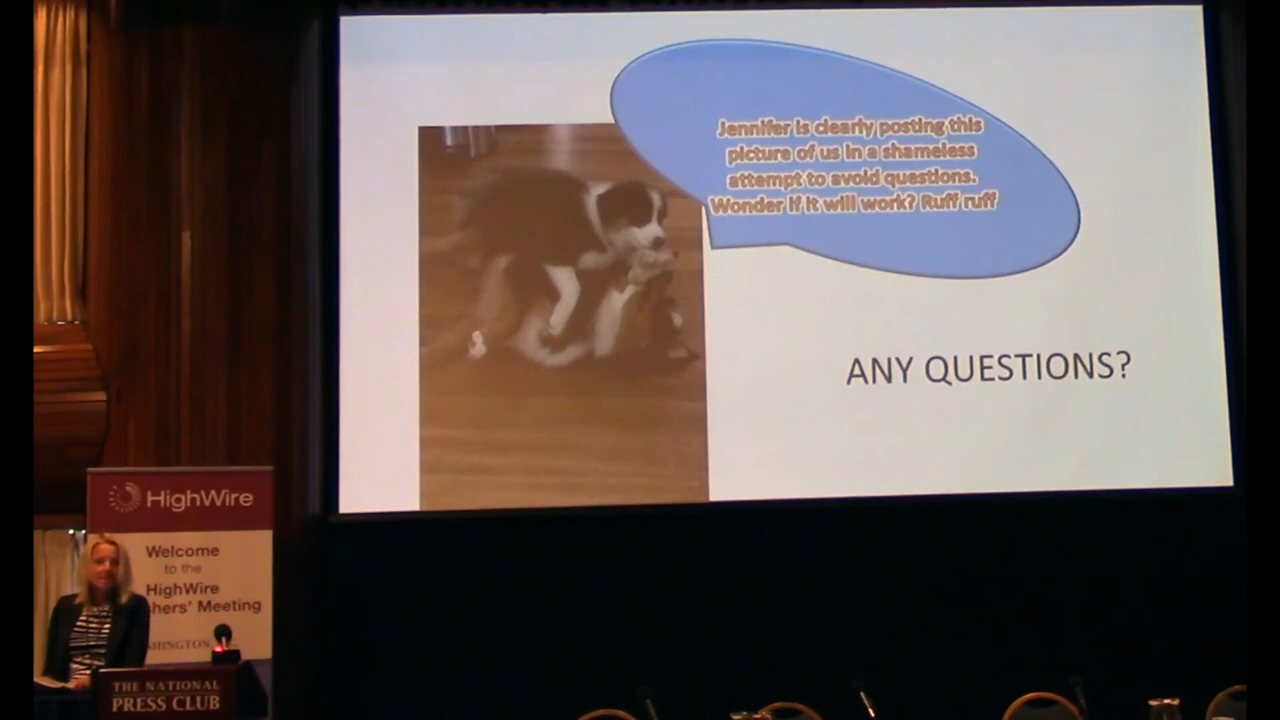 Jennifer is clearly posting this
picture of us in a shameless
attempt to avoid questions.
Wonder if it will work? Ruff ruff
ANY QUESTIONS?
HighWire
Welcome
to the
HighWire
hers' Meeting
HINGTON
THE NATIONAL
PRESS CLUB